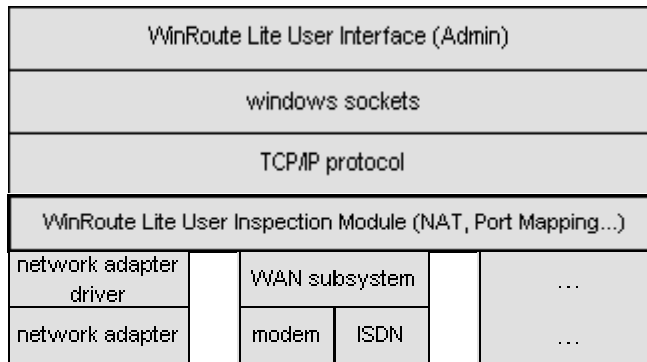 WinRoute Lite User Interface (Admin)
windows sockets
TCP/IP protocol
WinRoute Lite User Inspection Module (NAT, Port Mapping...)
network adapter
driver
WAN subsystem
...
network adapter
modem
ISDN
...